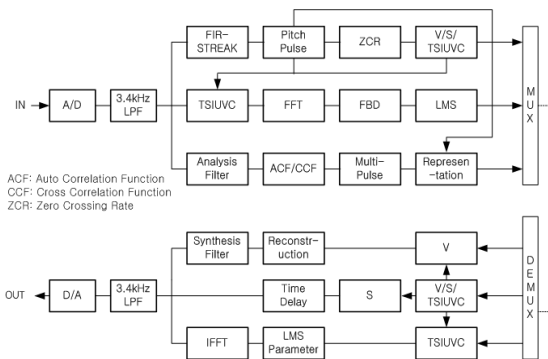 FIR-
STREAK
Pitch
Pulse
ZCR
V/S/
TSIUVC
IN
A/D
3.4kHz
LPF
TSIUVC
FFT
FBD
LMS
MUX
Analysis
Filter
ACF/CCF
Multi-
Pulse
Represen
-tation
ACF: Auto Correlation Function
CCF: Cross Correlation Function
ZCR: Zero Crossing Rate
Synthesis
Filter
Reconstr-
uction
V
OUT
D/A
3.4kHz
LPF
Time
Delay
S
V/S/
TSIUVC
DEMUX
IFFT
LMS
Parameter
TSIUVC